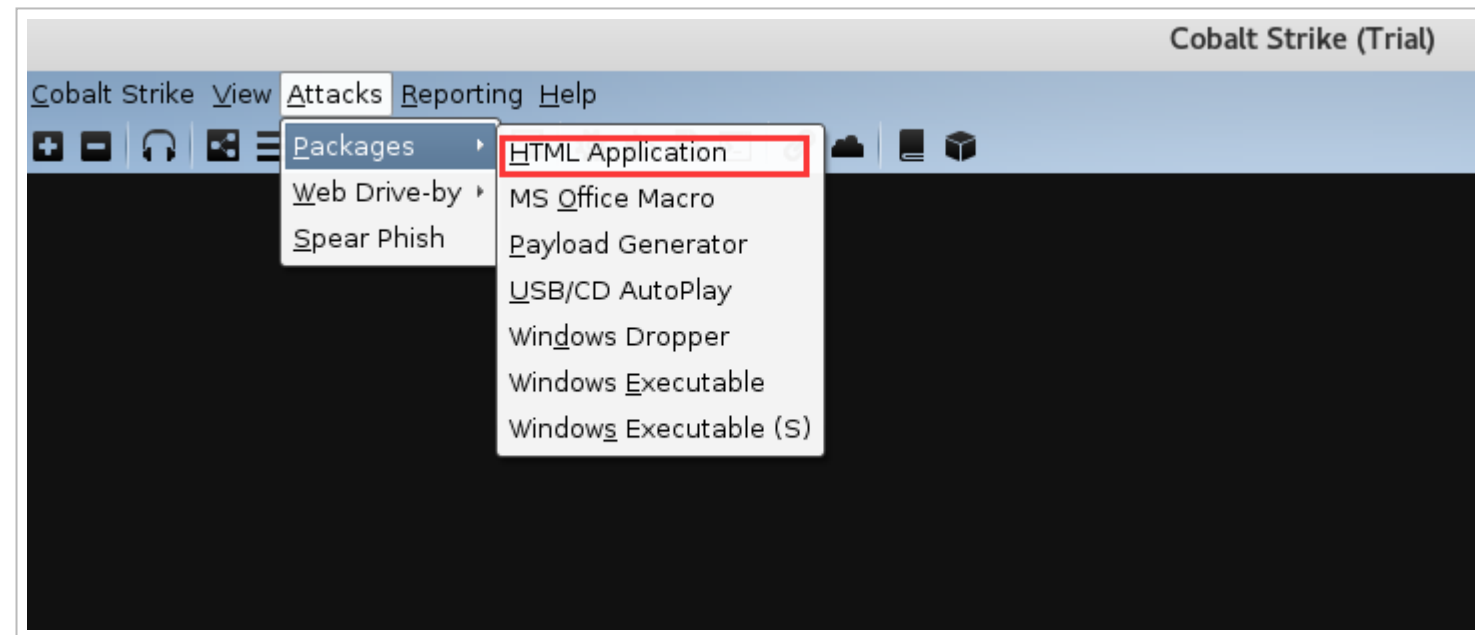 Cobalt Strike (Trial)
Cobalt Strike View Attacks Reporting Help
Packages
Web Drive-by
Spear Phish
HTML Application
MS Office Macro
Payload Generator
USB/CD AutoPlay
Windows Dropper
Windows Executable
Windows Executable (S)